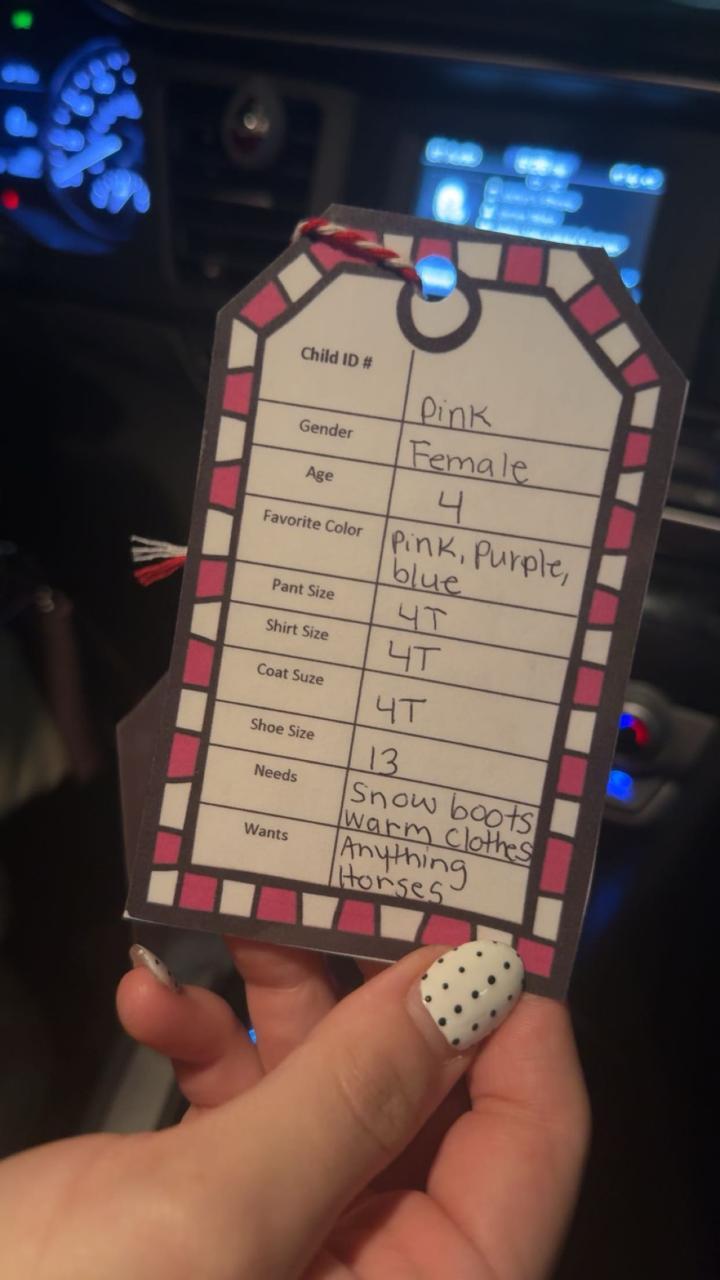 Child ID # Pink
Gender Female
Age 4
Favorite Color Pink, Purple,
blue
Pant Size 4T
Shirt Size 4T
Coat Suze 4T
Shoe Size 13
Needs Snow boots
warm clothes
Wants Anything
Horses